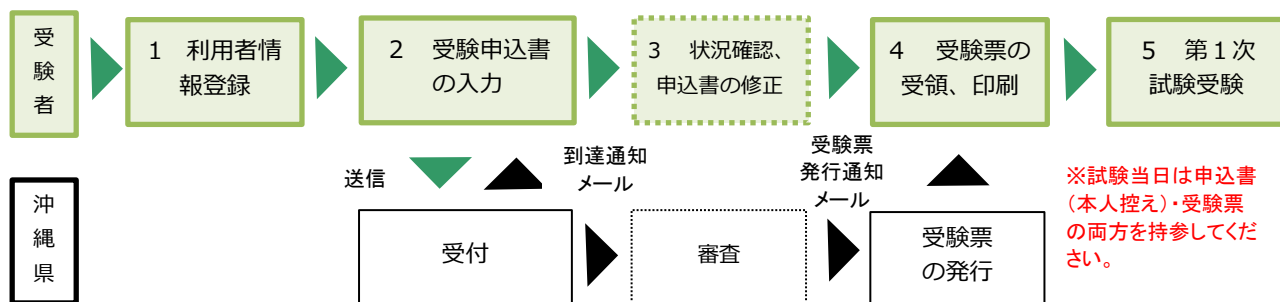 受
験
者
1 利用者情
報登録
2 受験申込書
の入力
3 状況確認、
申込書の修正
4 受験票の
受領、印刷
5 第1次
試験受験
送信
到達通知
メール
受験票
発行通知
メール
※試験当日は申込書
(本人控え)・受験票
の両方を持参してくだ
さい。
沖
縄
県
受付
審査
受験票
の発行